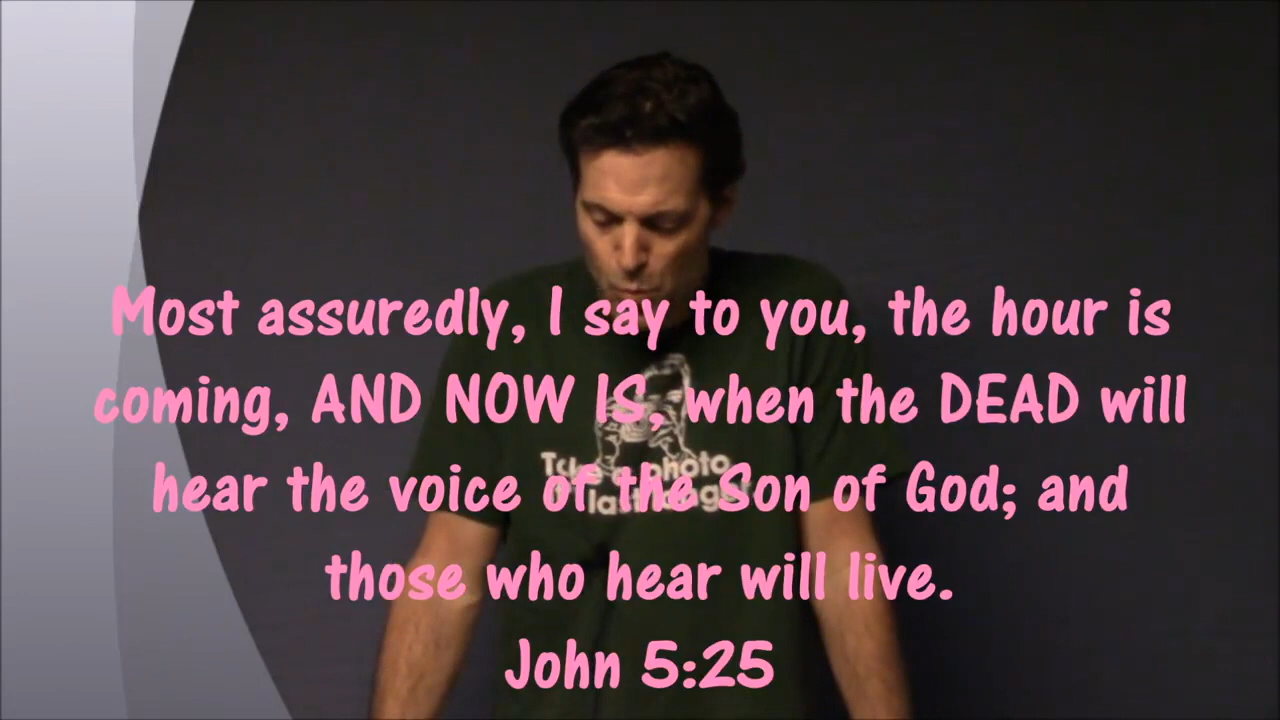 Most assuredly, I say to you, the hour is
coming, AND NOW IS, when the DEAD will
hear the voice of the Son of God; and
those who hear will live.
John 5:25
photo